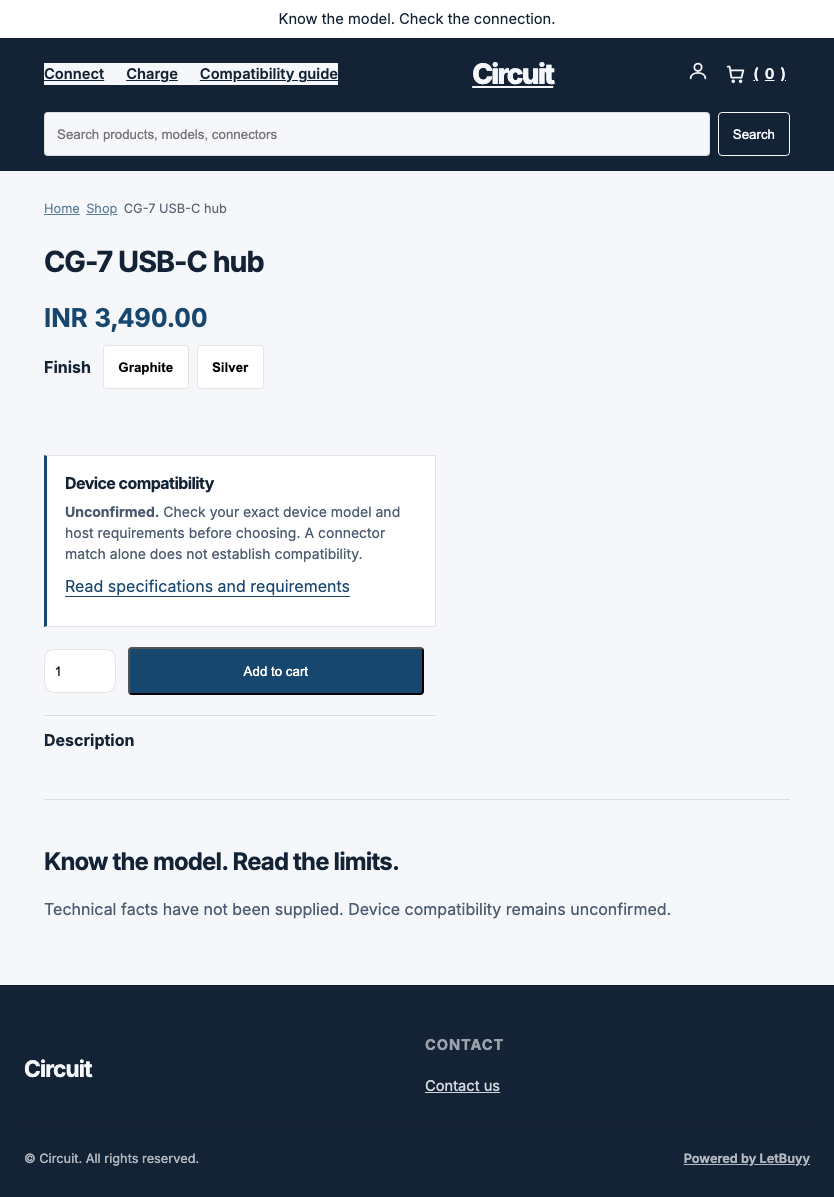 Know the model. Check the connection.
Connect Charge Compatibility guide
Circuit
( 0 )
Search products, models, connectors
Search
Home Shop CG-7 USB-C hub
CG-7 USB-C hub
INR 3,490.00
Finish Graphite Silver
Device compatibility
Unconfirmed. Check your exact device model and
host requirements before choosing. A connector
match alone does not establish compatibility.
Read specifications and requirements
1 Add to cart
Description
Know the model. Read the limits.
Technical facts have not been supplied. Device compatibility remains unconfirmed.
CONTACT
Circuit
Contact us
© Circuit. All rights reserved. Powered by LetBuyy